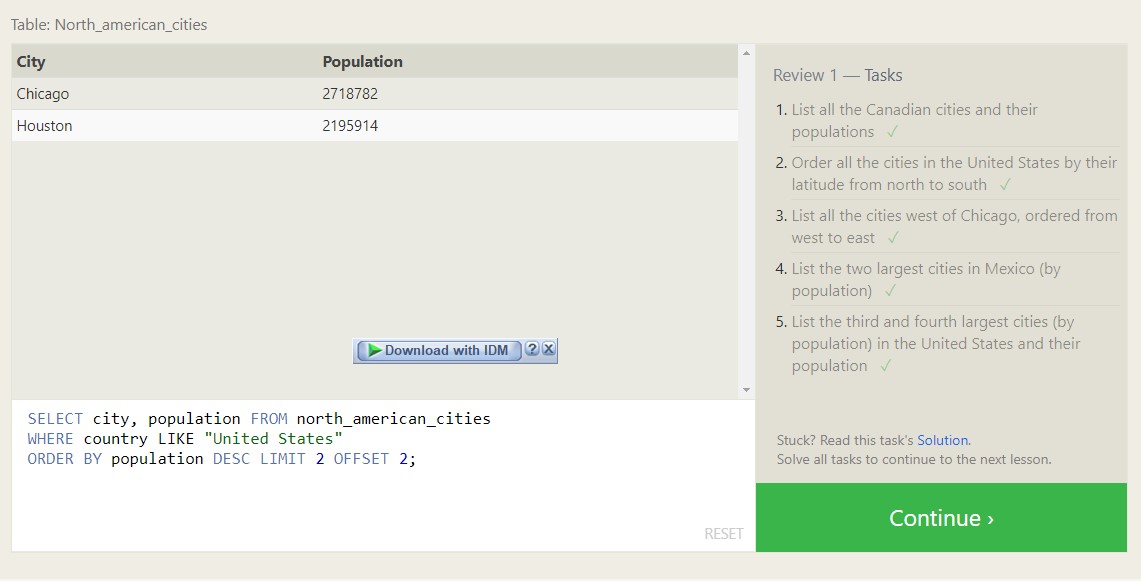 Table: North_american_cities
City Population
Chicago 2718782
Houston 2195914
Download with IDM ? X
SELECT city, population FROM north_american_cities
WHERE country LIKE "United States"
ORDER BY population DESC LIMIT 2 OFFSET 2;
RESET
Review 1 — Tasks
1. List all the Canadian cities and their
populations ✓
2. Order all the cities in the United States by their
latitude from north to south ✓
3. List all the cities west of Chicago, ordered from
west to east ✓
4. List the two largest cities in Mexico (by
population) ✓
5. List the third and fourth largest cities (by
population) in the United States and their
population ✓
Stuck? Read this task's Solution.
Solve all tasks to continue to the next lesson.
Continue ›